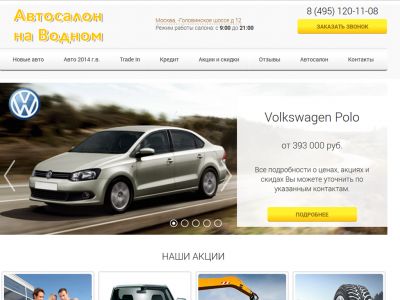 Автосалон
на Водном
Москва, -Головинское шоссе д 12
Режим работы салона: с 9:00 до 21:00
8 (495) 120-11-08
ЗАКАЗАТЬ ЗВОНОК
Новые авто
Авто 2014 г.в.
Trade in
Кредит
Акции и скидки
Отзывы
Автосалон
Контакты
Volkswagen Polo
от 393 000 руб.
Все подробности о ценах, акциях и
скидках Вы можете уточнить по
указанным контактам.
ПОДРОБНЕЕ
НАШИ АКЦИИ